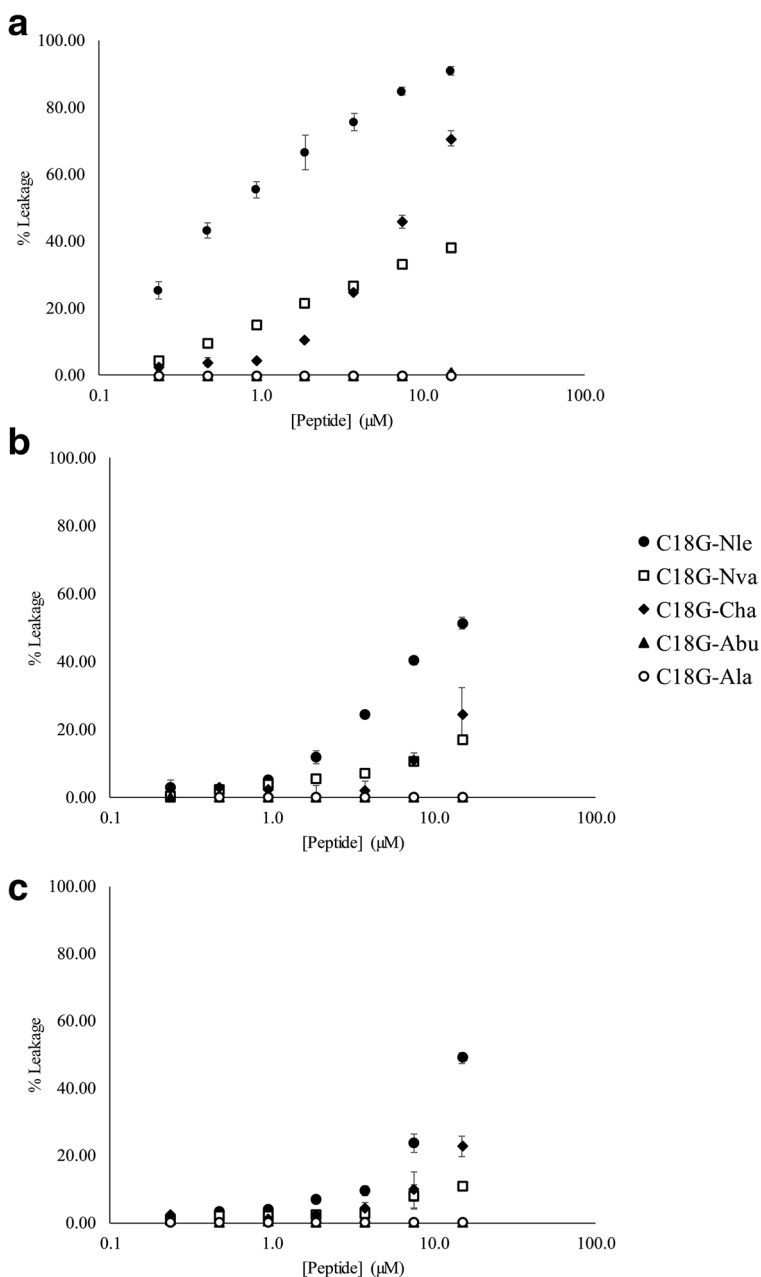 a
100.00
80.00
60.00
40.00
20.00
0.00
% Leakage
0.1
1.0
10.0
100.0
[Peptide] (μM)
b
100.00
80.00
60.00
40.00
20.00
0.00
% Leakage
0.1
1.0
10.0
100.0
[Peptide] (μM)
C18G-Nle
C18G-Nva
C18G-Cha
C18G-Abu
C18G-Ala
c
100.00
80.00
60.00
40.00
20.00
0.00
% Leakage
0.1
1.0
10.0
100.0
[Peptide] (μM)